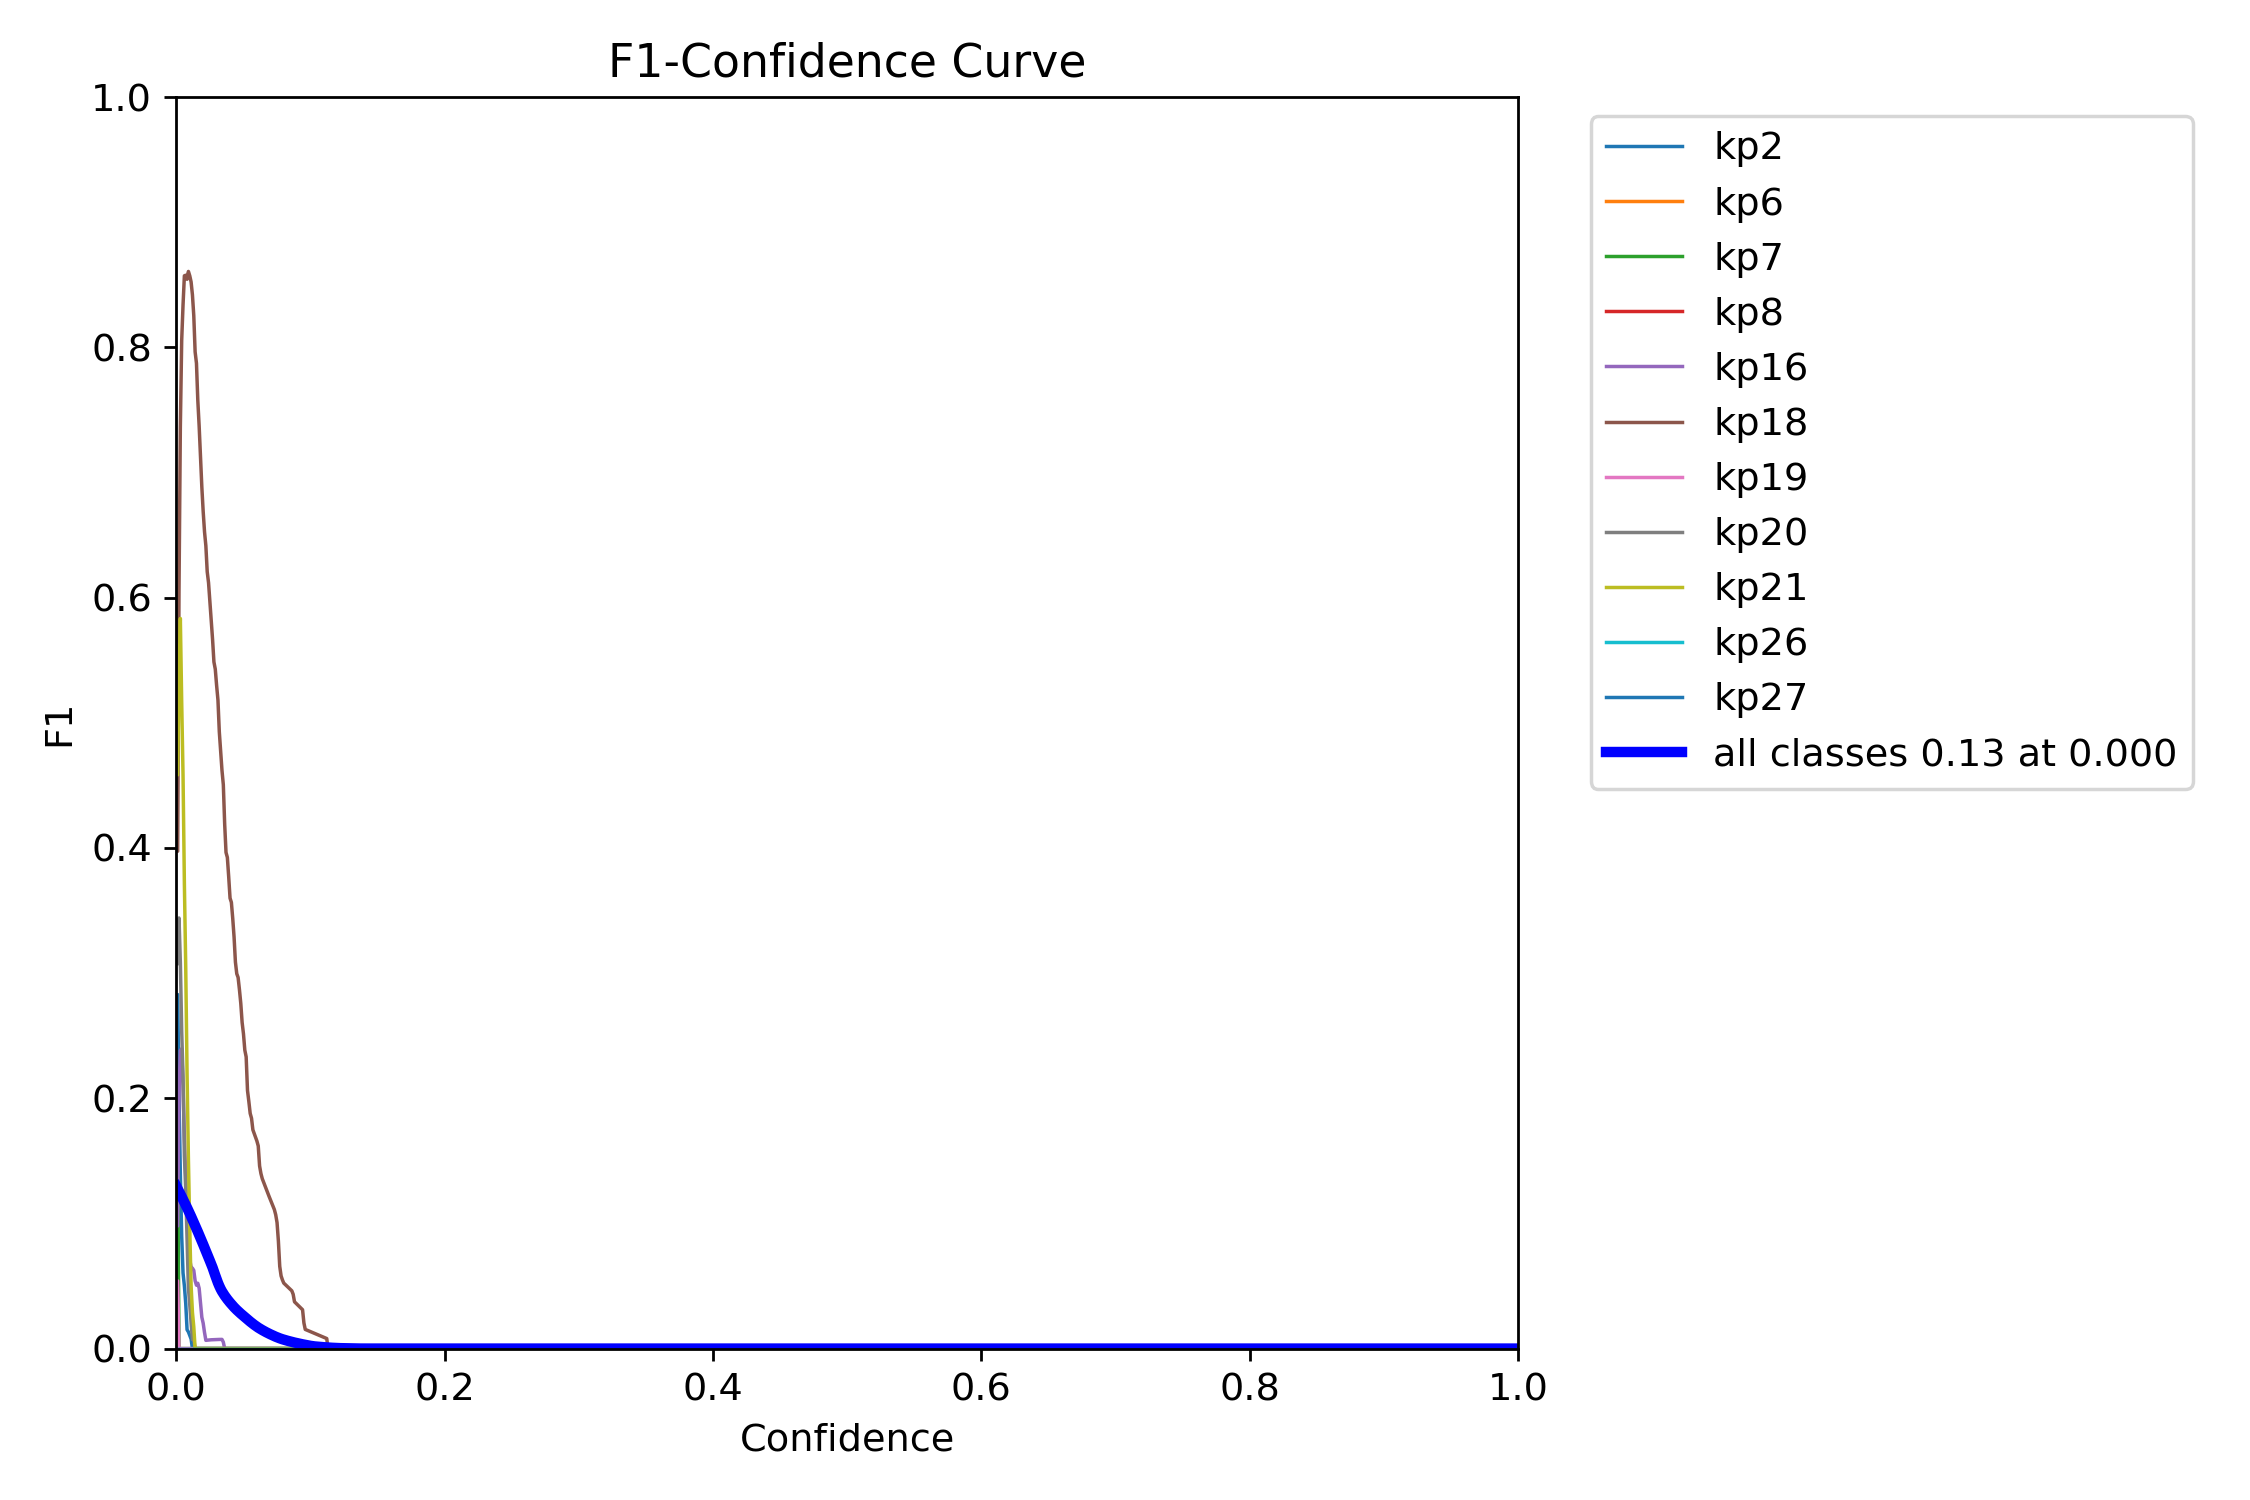 F1-Confidence Curve
1.0
0.8
0.6
0.4
0.2
0.0
F1
0.0 0.2 0.4 0.6 0.8 1.0
Confidence
kp2
kp6
kp7
kp8
kp16
kp18
kp19
kp20
kp21
kp26
kp27
all classes 0.13 at 0.000